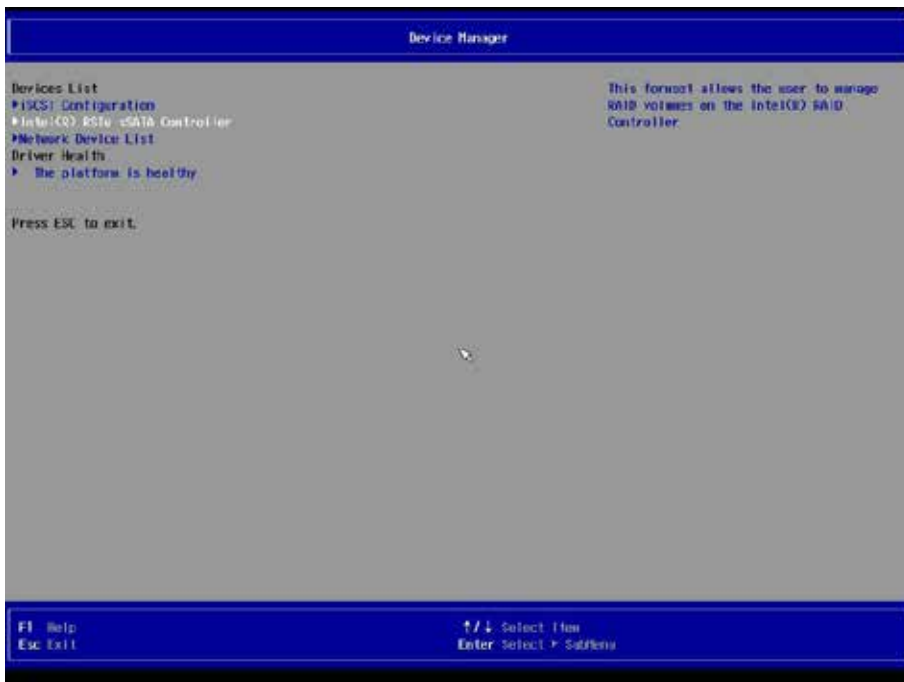 Device Manager
Devices List
▶iSCSI Configuration
▶Intel(R) RSTe sSATA Controller
▶Network Device List
Driver Health
▶ The platform is healthy
Press ESC to exit.
This formset allows the user to manage
RAID volumes on the Intel(R) RAID
Controller
F1 Help
Esc Exit
↑/↓ Select Item
Enter Select ▶ SubMenu